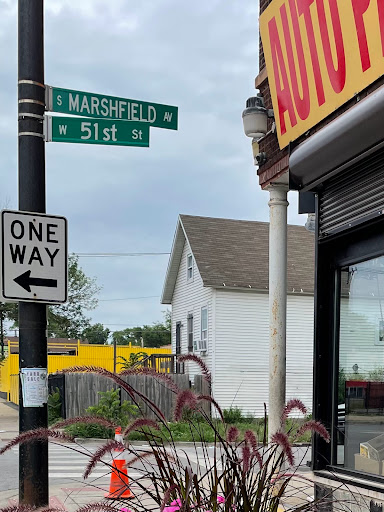 S MARSHFIELD AV
W 51st St
AUTO P
ONE
WAY